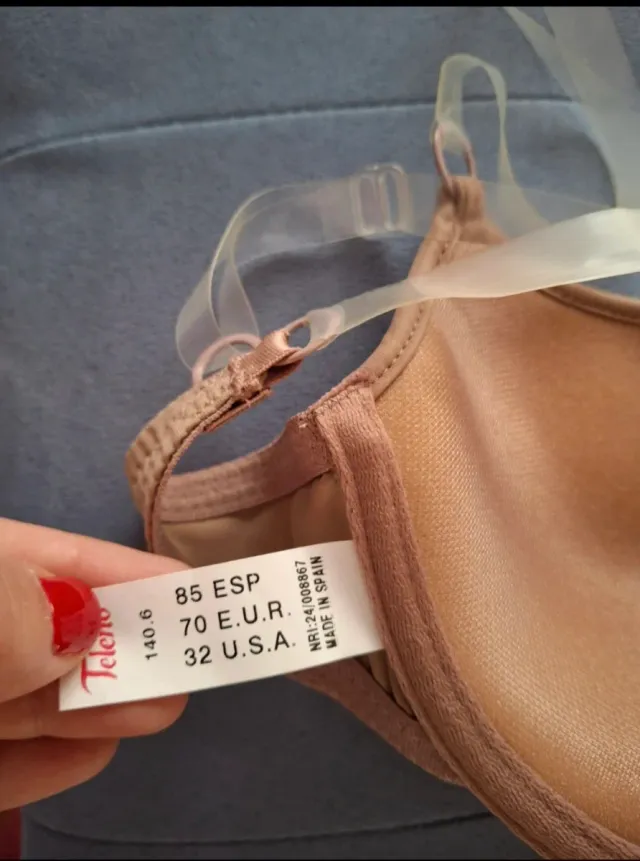 Teleno
140.6
85 ESP
70 E.U.R.
32 U.S.A.
NRI:24/008867
MADE IN SPAIN